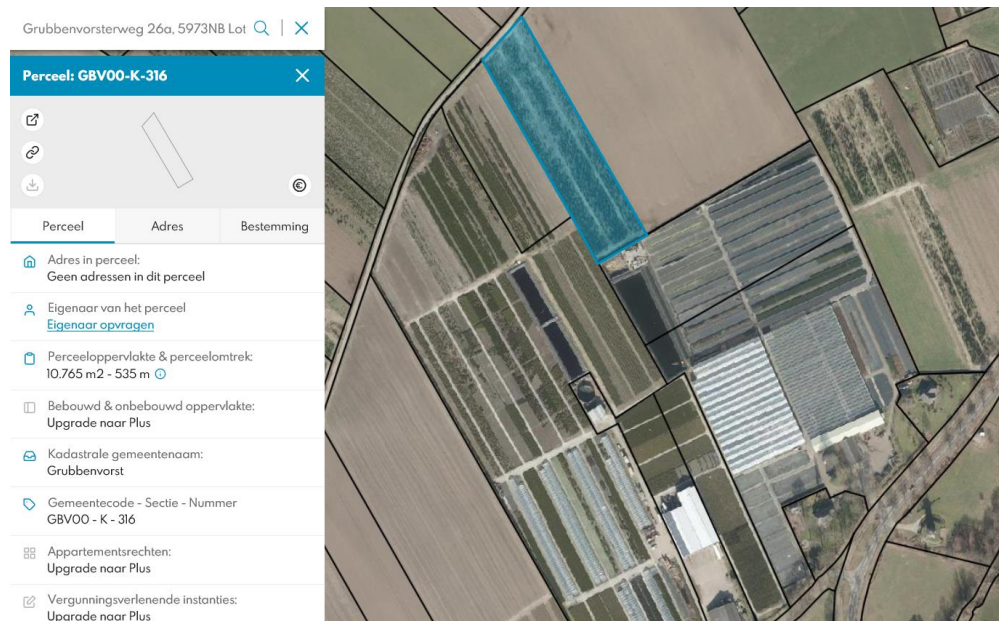 Grubbenvorsterweg 26a, 5973NB Lot
Perceel: GBV00-K-316
Perceel
Adres
Bestemming
Adres in perceel:
Geen adressen in dit perceel
Eigenaar van het perceel
Eigenaar opvragen
Perceeloppervlakte & perceelomtrek:
10.765 m2 - 535 m
Bebouwd & onbebouwd oppervlakte:
Upgrade naar Plus
Kadastrale gemeentenaam:
Grubbenvorst
Gemeentecode - Sectie - Nummer
GBV00 - K - 316
Appartementsrechten:
Upgrade naar Plus
Vergunningsverlenende instanties:
Upgrade naar Plus